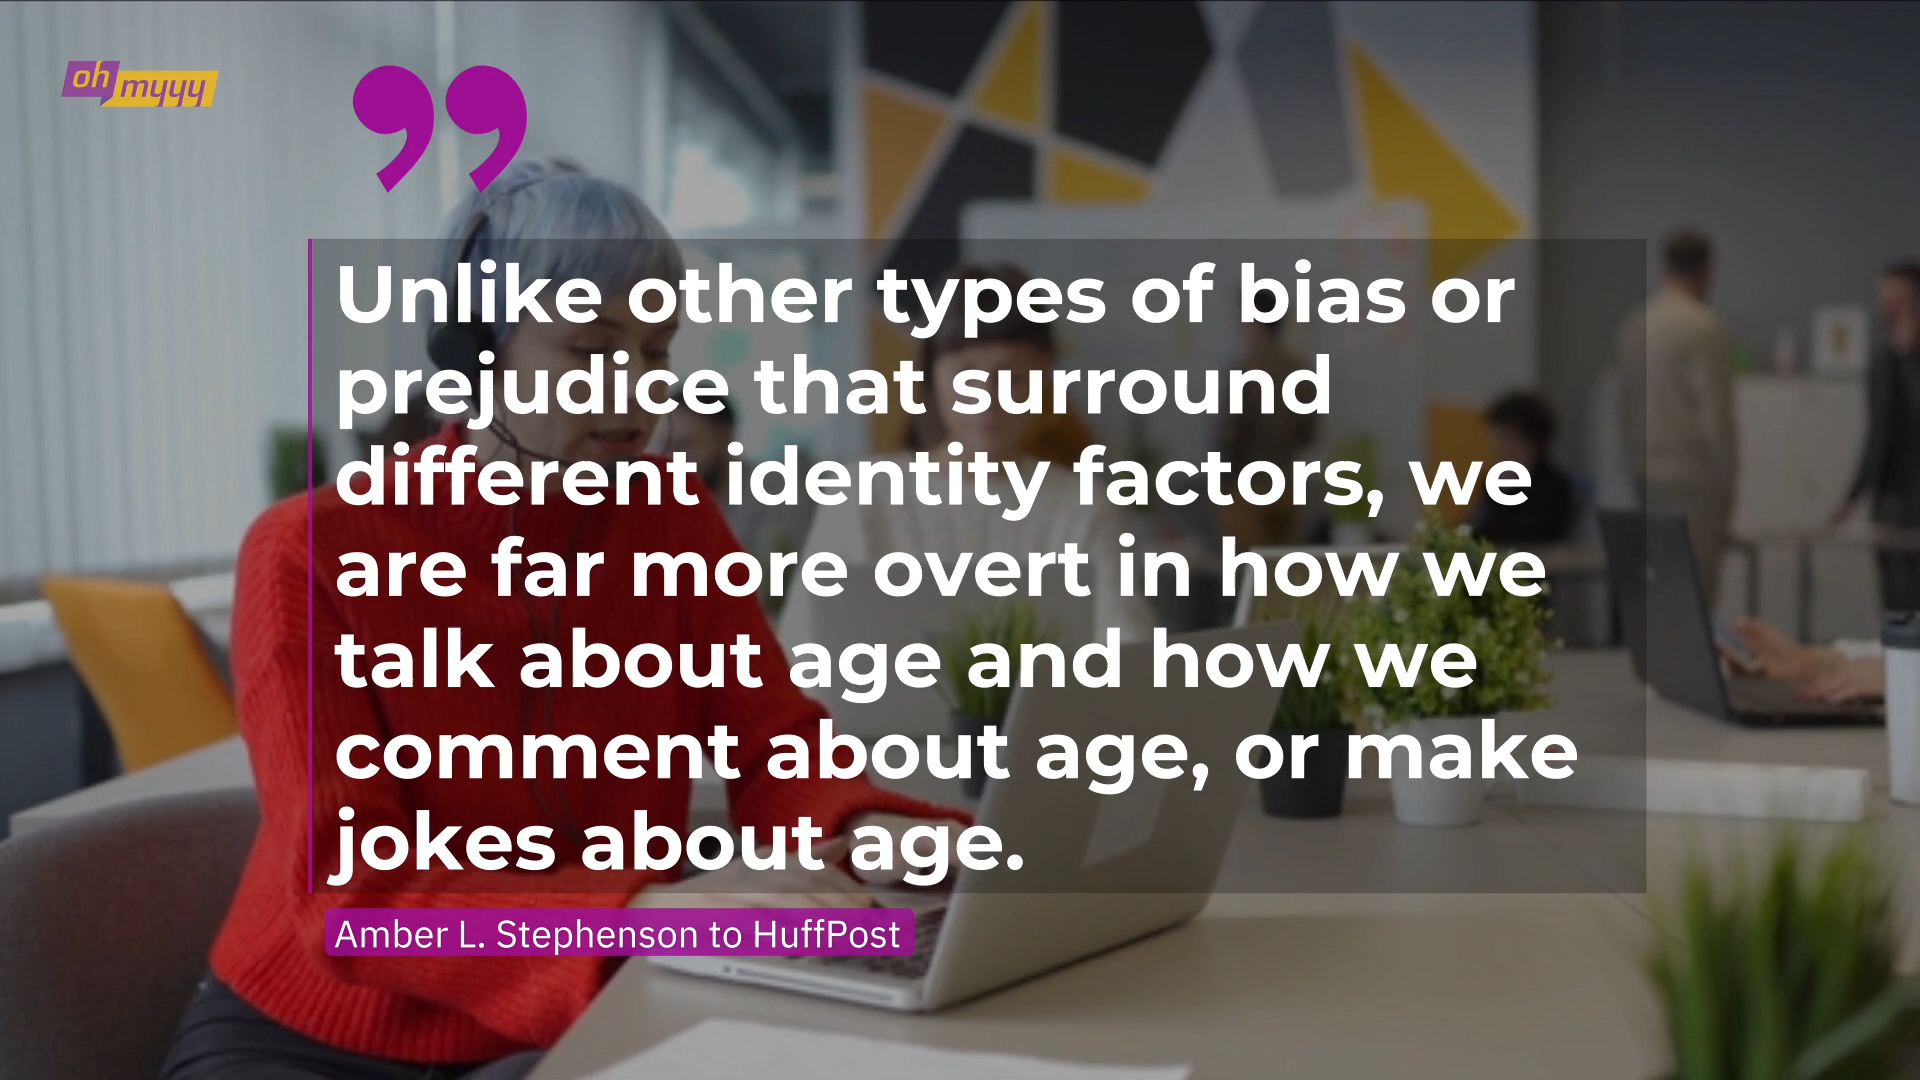 oh
myyy
Unlike other types of bias or
prejudice that surround
different identity factors, we
are far more overt in how we
talk about age and how we
comment about age, or make
jokes about age.
Amber L. Stephenson to HuffPost